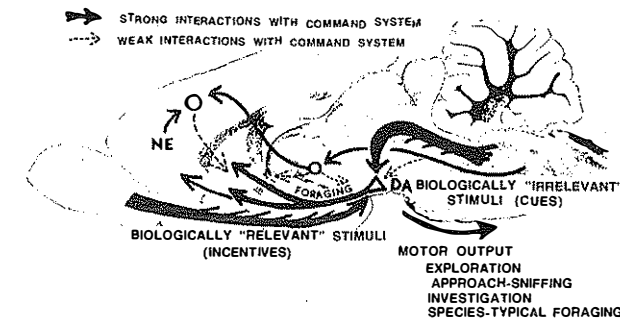 STRONG INTERACTIONS WITH COMMAND SYSTEM
WEAK INTERACTIONS WITH COMMAND SYSTEM
NE
FORAGING
DA
BIOLOGICALLY "IRRELEVANT"
STIMULI (CUES)
BIOLOGICALLY "RELEVANT" STIMULI
(INCENTIVES)
MOTOR OUTPUT
EXPLORATION
APPROACH-SNIFFING
INVESTIGATION
SPECIES-TYPICAL FORAGING